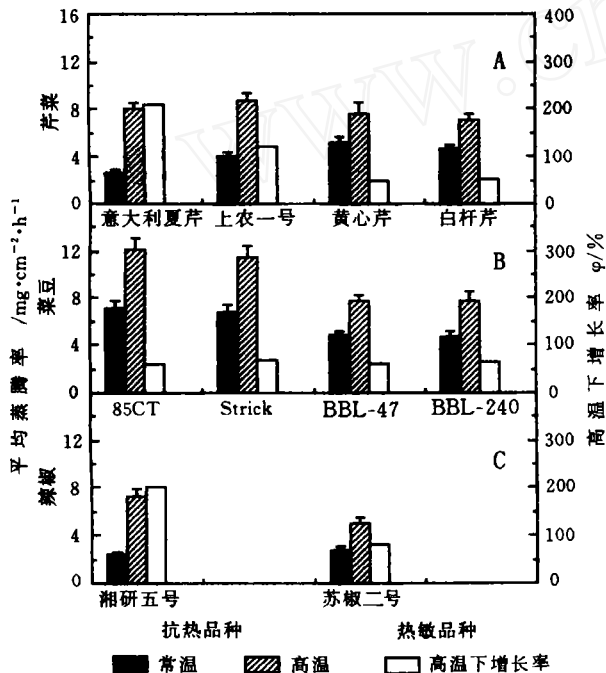 16
12
8
4
0
400
300
200
100
0
A
芹菜
意大利夏芹 上农一号 黄心芹 白杆芹
12
8
4
0
300
200
100
0
B
菜豆
85CT Strick BBL-47 BBL-240
12
8
4
0
300
200
100
0
C
辣椒
湘研五号 苏椒二号
平均蒸腾率 /mg·cm⁻²·h⁻¹
高温下增长率 φ/%
抗热品种 热敏品种
常温 高温 高温下增长率
www.cn